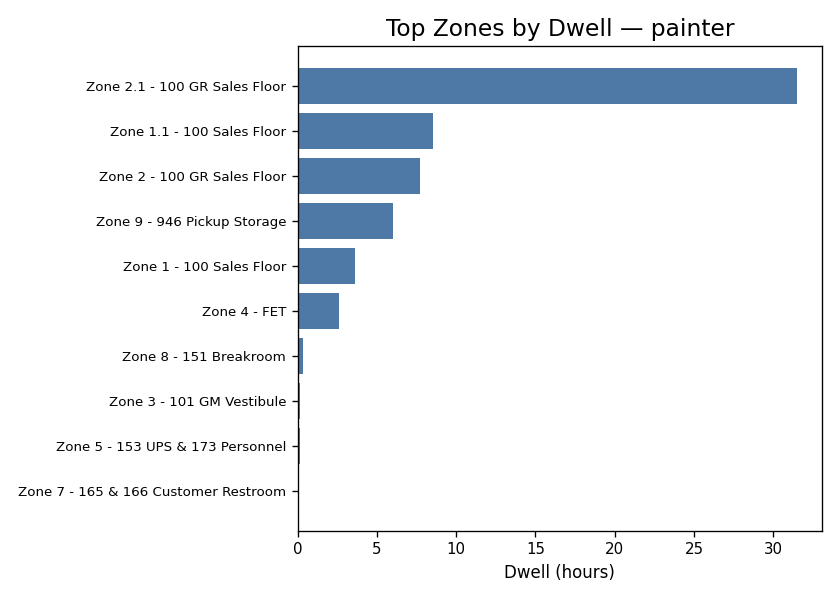 Top Zones by Dwell — painter
Zone 2.1 - 100 GR Sales Floor
Zone 1.1 - 100 Sales Floor
Zone 2 - 100 GR Sales Floor
Zone 9 - 946 Pickup Storage
Zone 1 - 100 Sales Floor
Zone 4 - FET
Zone 8 - 151 Breakroom
Zone 3 - 101 GM Vestibule
Zone 5 - 153 UPS & 173 Personnel
Zone 7 - 165 & 166 Customer Restroom
0 5 10 15 20 25 30
Dwell (hours)